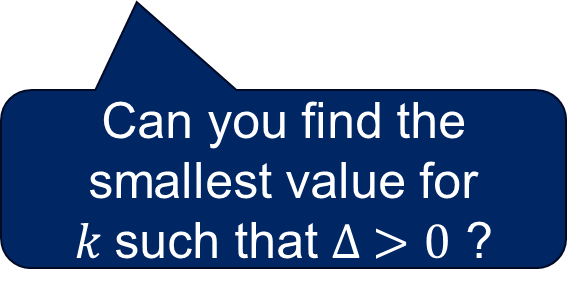 Can you find the
smallest value for
𝑘 such that Δ > 0 ?